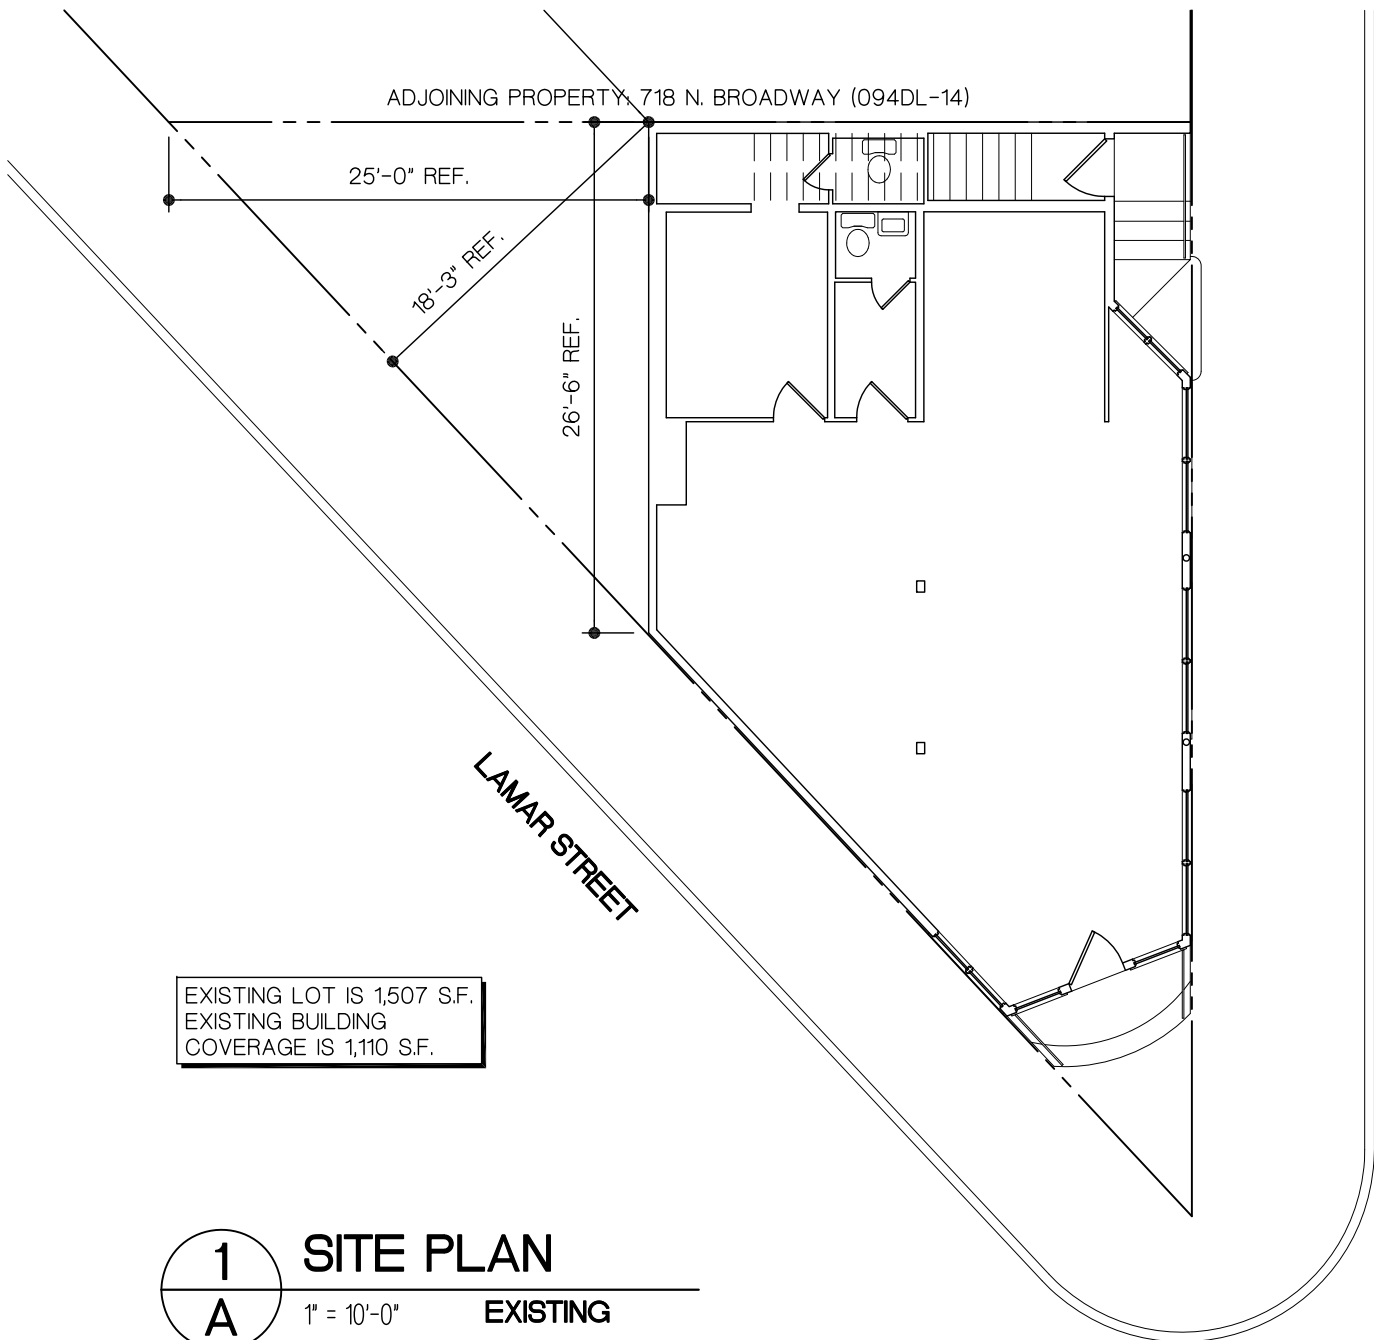 ADJOINING PROPERTY: 718 N. BROADWAY (094DL-14)
25'-0" REF.
18'-3" REF.
26'-6" REF.
LAMAR STREET
EXISTING LOT IS 1,507 S.F.
EXISTING BUILDING
COVERAGE IS 1,110 S.F.
1
A
SITE PLAN
1" = 10'-0"
EXISTING